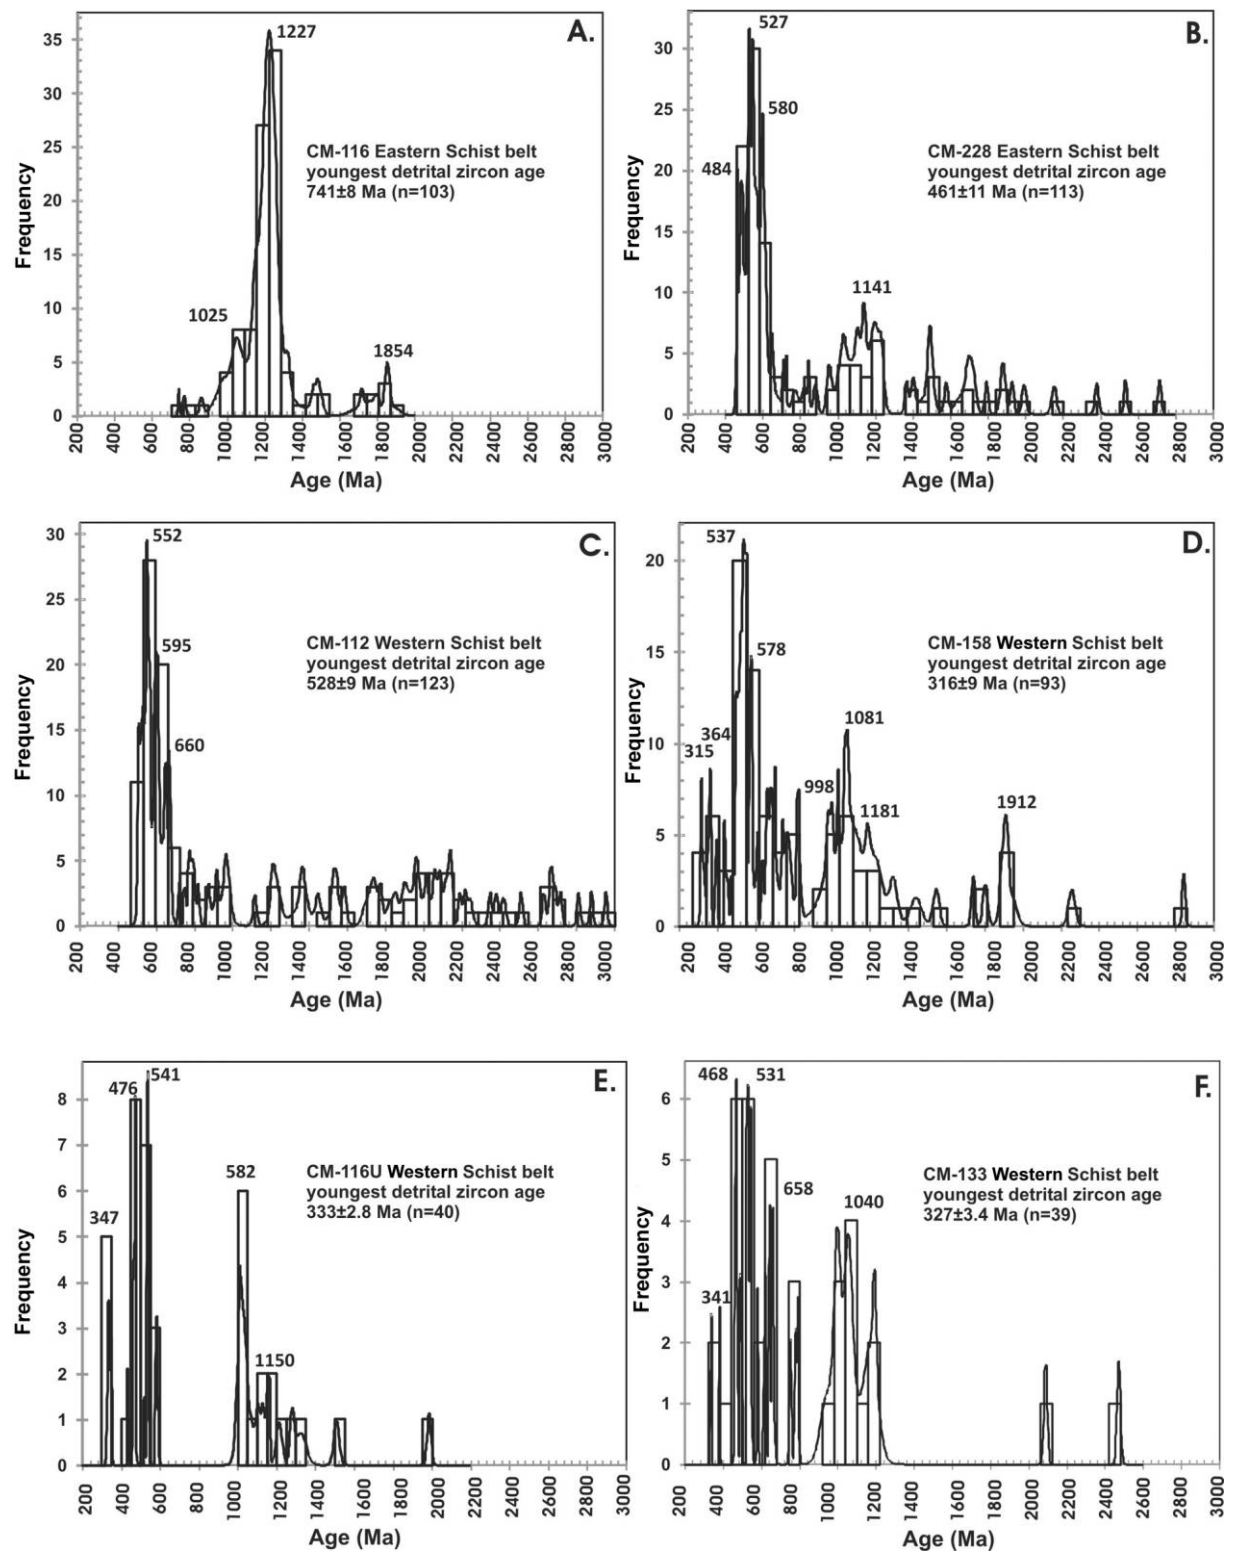 A.
35
30
25
20
15
10
5
0
Frequency
1227
1025
1854
CM-116 Eastern Schist belt
youngest detrital zircon age
741±8 Ma (n=103)
200 400 600 800 1000 1200 1400 1600 1800 2000 2200 2400 2600 2800 3000
Age (Ma)
B.
30
25
20
15
10
5
0
Frequency
527
580
484
1141
CM-228 Eastern Schist belt
youngest detrital zircon age
461±11 Ma (n=113)
200 400 600 800 1000 1200 1400 1600 1800 2000 2200 2400 2600 2800 3000
Age (Ma)
C.
30
25
20
15
10
5
0
Frequency
552
595
660
CM-112 Western Schist belt
youngest detrital zircon age
528±9 Ma (n=123)
200 400 600 800 1000 1200 1400 1600 1800 2000 2200 2400 2600 2800 3000
Age (Ma)
D.
20
15
10
5
0
Frequency
537
578
364
315
1081
998
1181
1912
CM-158 Western Schist belt
youngest detrital zircon age
316±9 Ma (n=93)
200 400 600 800 1000 1200 1400 1600 1800 2000 2200 2400 2600 2800 3000
Age (Ma)
E.
8
7
6
5
4
3
2
1
0
Frequency
541
476
347
582
1150
CM-116U Western Schist belt
youngest detrital zircon age
333±2.8 Ma (n=40)
200 400 600 800 1000 1200 1400 1600 1800 2000 2200 2400 2600 2800 3000
Age (Ma)
F.
6
5
4
3
2
1
0
Frequency
468
531
658
1040
341
CM-133 Western Schist belt
youngest detrital zircon age
327±3.4 Ma (n=39)
200 400 600 800 1000 1200 1400 1600 1800 2000 2200 2400 2600 2800 3000
Age (Ma)